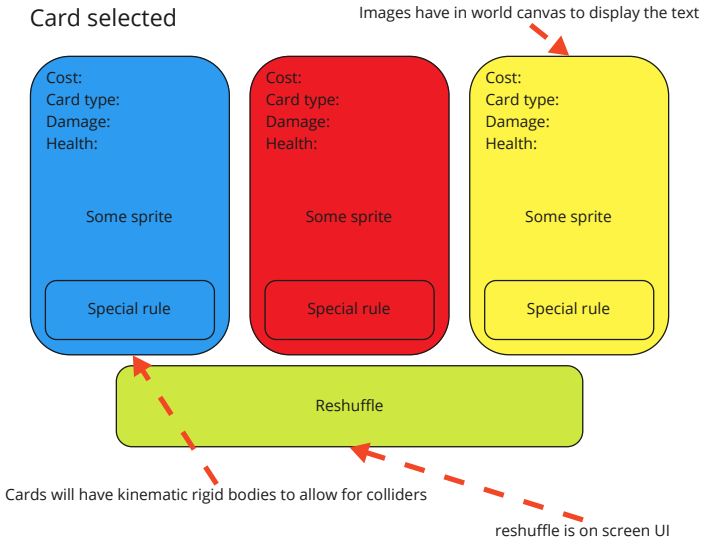 Card selected
Images have in world canvas to display the text
Cost:
Card type:
Damage:
Health:
Some sprite
Special rule
Cost:
Card type:
Damage:
Health:
Some sprite
Special rule
Cost:
Card type:
Damage:
Health:
Some sprite
Special rule
Reshuffle
Cards will have kinematic rigid bodies to allow for colliders
reshuffle is on screen UI